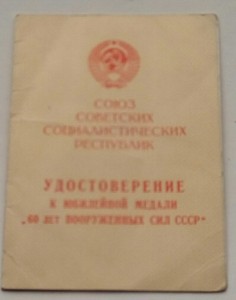 СОЮЗ
СОВЕТСКИХ
СОЦИАЛИСТИЧЕСКИХ
РЕСПУБЛИК
УДОСТОВЕРЕНИЕ
К ЮБИЛЕЙНОЙ МЕДАЛИ
„60 ЛЕТ ВООРУЖЕННЫХ СИЛ СССР“